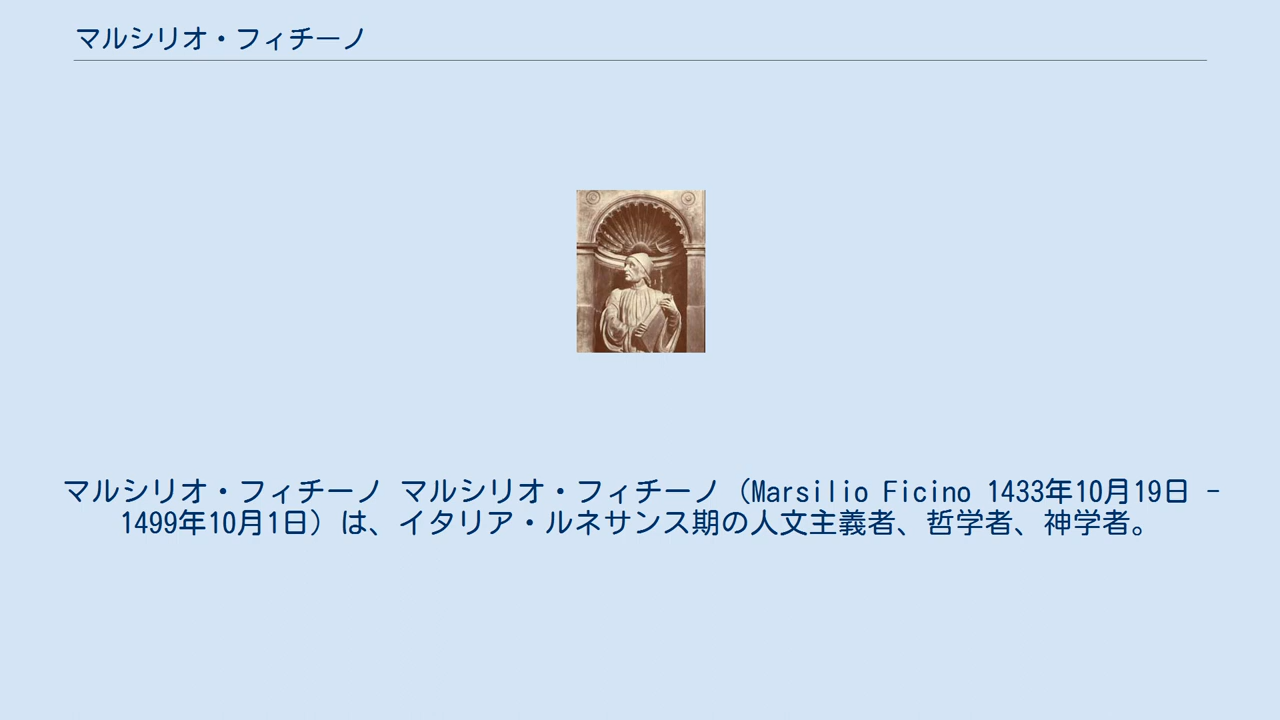 マルシリオ・フィチーノ
マルシリオ・フィチーノ マルシリオ・フィチーノ（Marsilio Ficino 1433年10月19日 -
1499年10月1日）は、イタリア・ルネサンス期の人文主義者、哲学者、神学者。